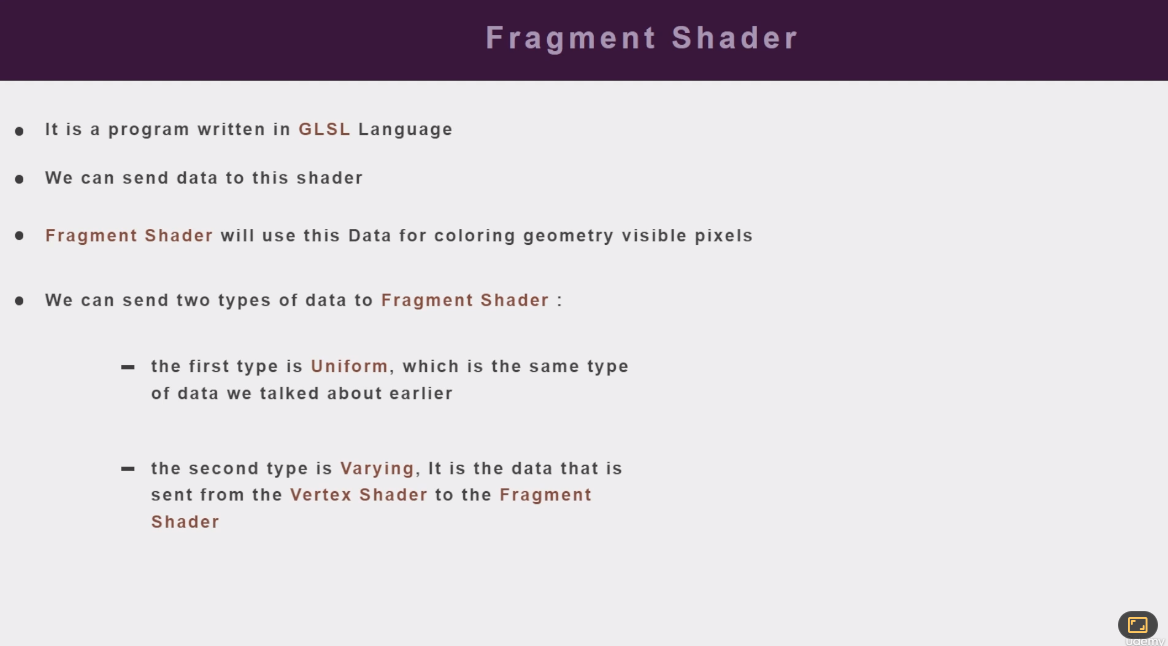 Fragment Shader
It is a program written in GLSL Language
We can send data to this shader
Fragment Shader will use this Data for coloring geometry visible pixels
We can send two types of data to Fragment Shader :
the first type is Uniform, which is the same type
of data we talked about earlier
the second type is Varying, It is the data that is
sent from the Vertex Shader to the Fragment
Shader
udemy